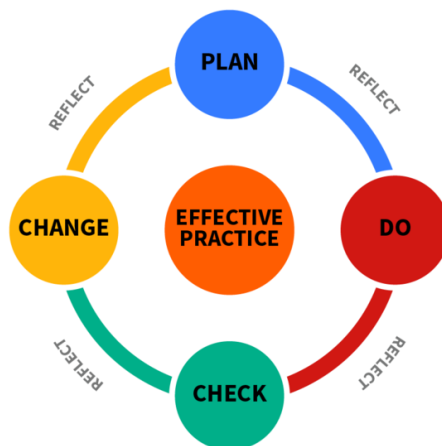 PLAN
REFLECT
REFLECT
CHANGE
EFFECTIVE
PRACTICE
DO
REFLECT
REFLECT
CHECK